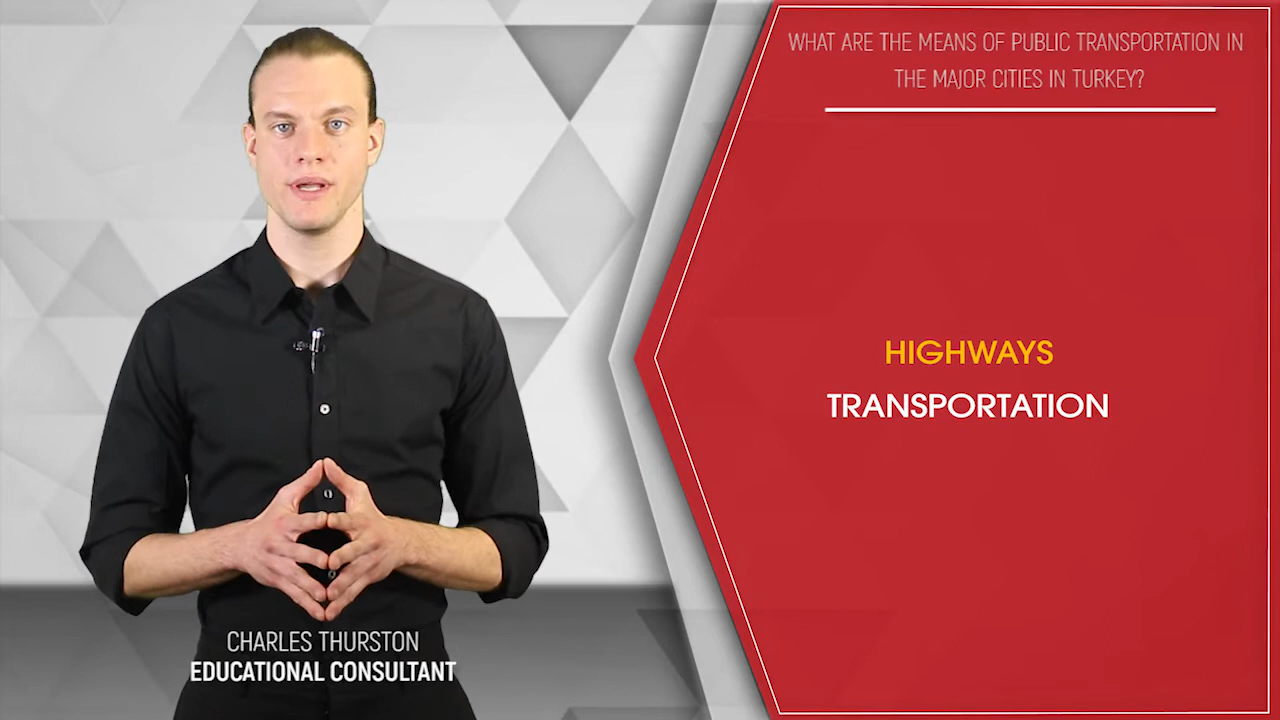 WHAT ARE THE MEANS OF PUBLIC TRANSPORTATION IN
THE MAJOR CITIES IN TURKEY?
HIGHWAYS
TRANSPORTATION
CHARLES THURSTON
EDUCATIONAL CONSULTANT